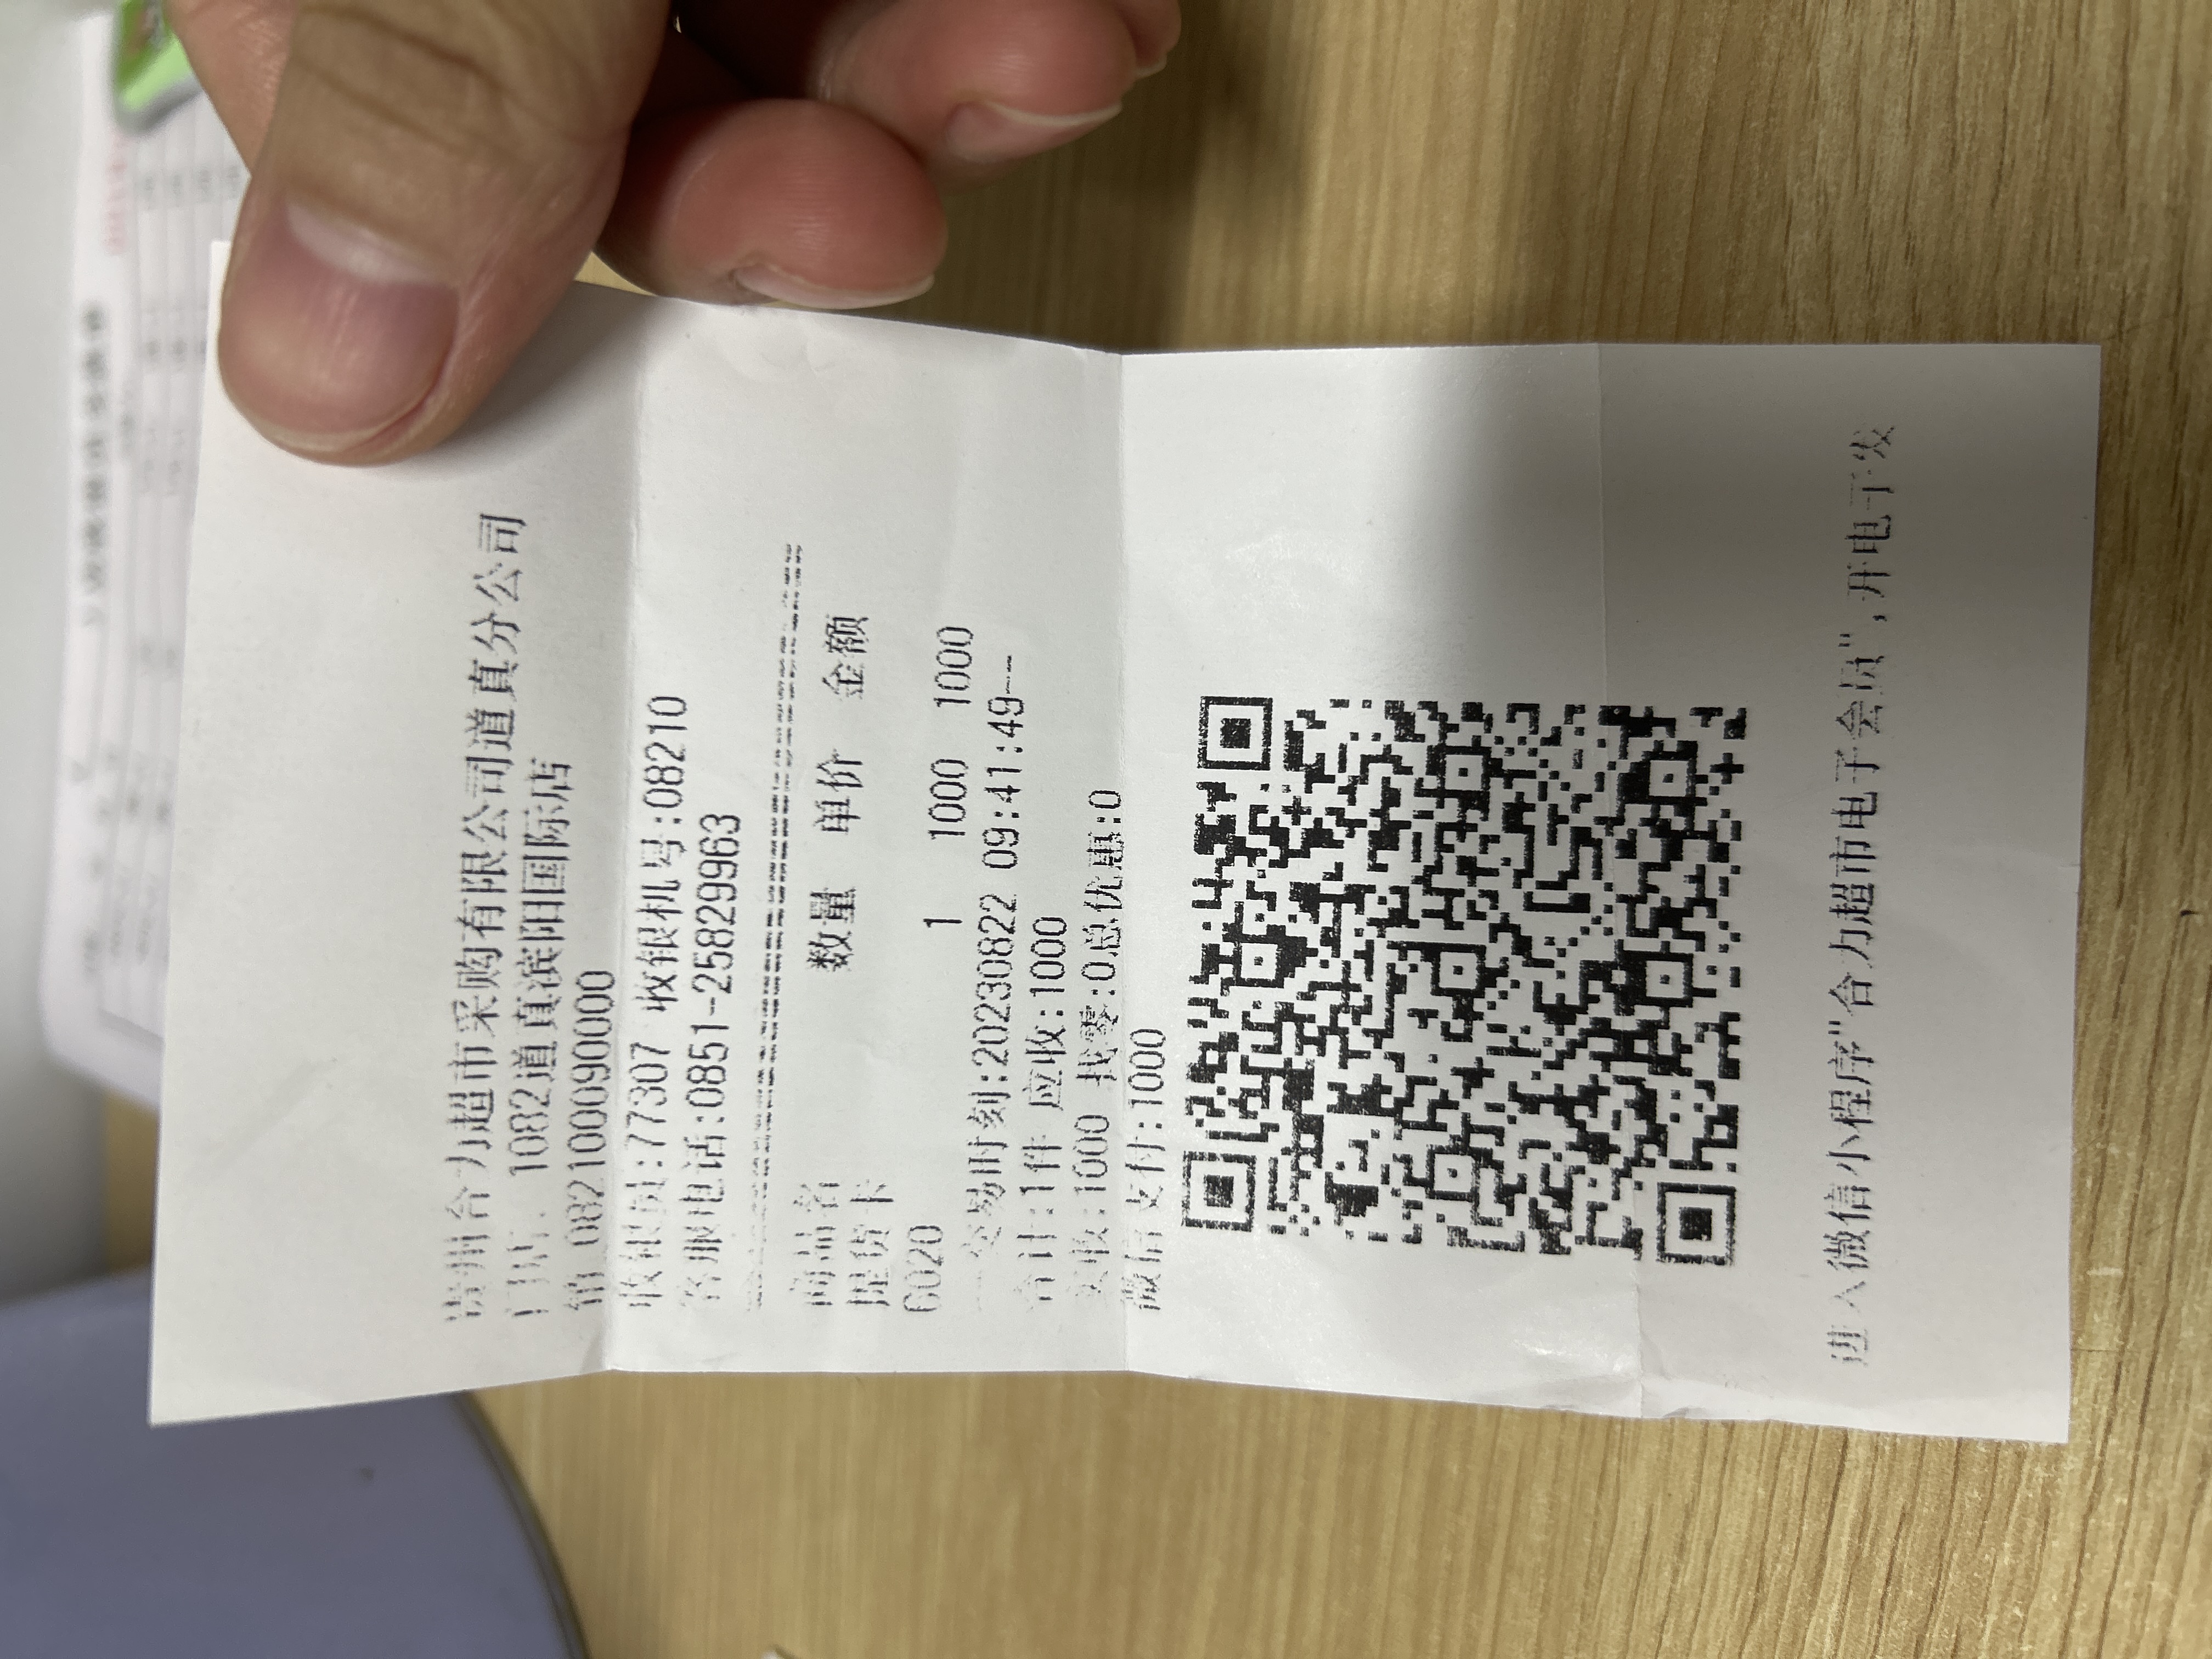 贵州合力超市采购有限公司道真分公司
门店: 1082道真滨阳国际店
销 0821000090000
收银员:77307 收银机号:08210
客服电话:0851-25829963
商品名 数量 单价 金额
提货卡
6020 1 1000 1000
--交易时刻:20230822 09:41:49--
合计:1件 应收:1000
实收:1000 找零:0总优惠:0
微信支付:1000
进入微信小程序"合力超市电子会员",开电子发